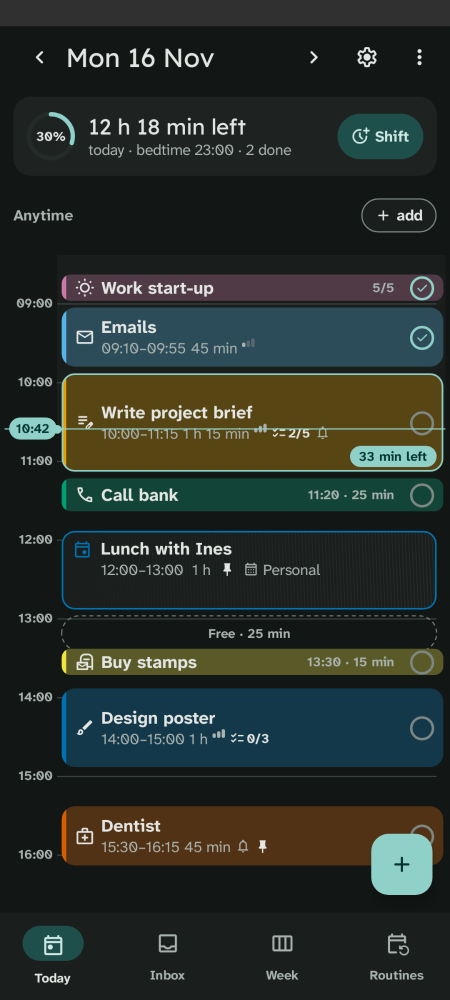 Mon 16 Nov
30%
12 h 18 min left
today · bedtime 23:00 · 2 done
Shift
Anytime
+ add
Work start-up 5/5
09:00
Emails
09:10–09:55 45 min
10:00
Write project brief
10:42
10:00–11:15 1 h 15 min 2/5
33 min left
11:00
Call bank 11:20 · 25 min
12:00
Lunch with Ines
12:00–13:00 1 h Personal
13:00
Free · 25 min
Buy stamps 13:30 · 15 min
14:00
Design poster
14:00–15:00 1 h 0/3
15:00
Dentist
15:30–16:15 45 min
16:00
+
Today
Inbox
Week
Routines